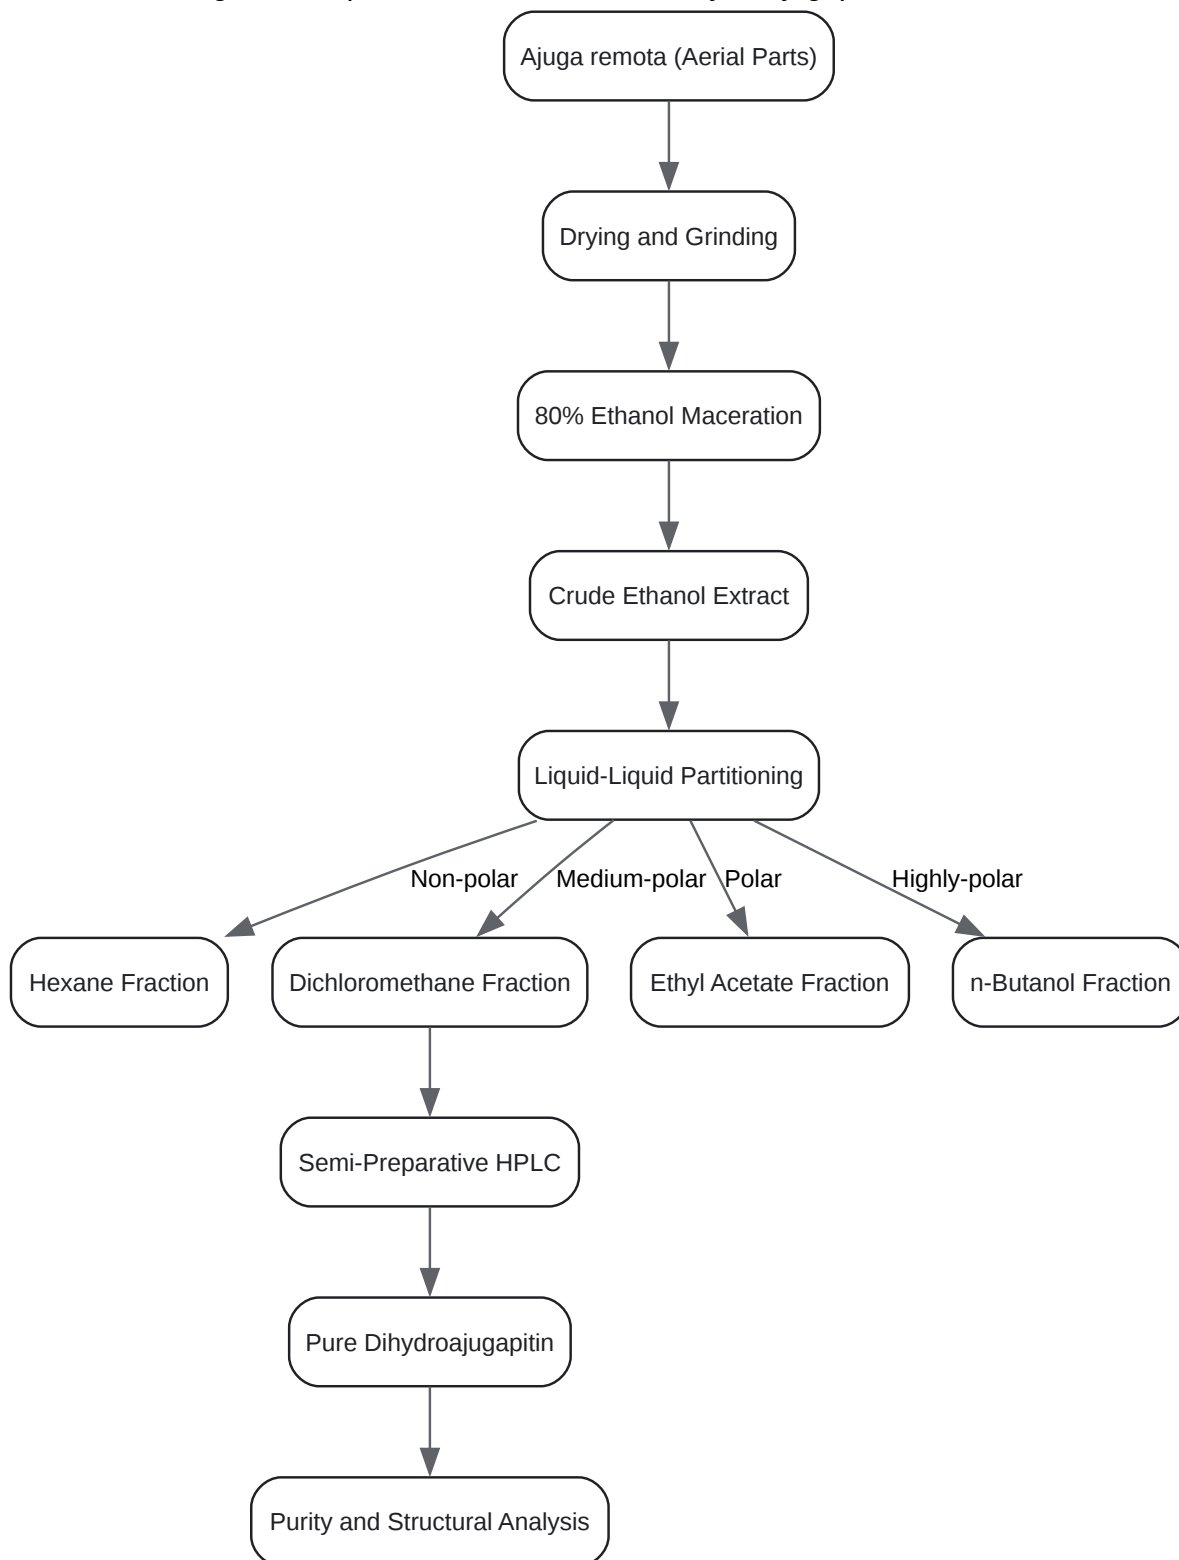 Ajuga remota (Aerial Parts)
Drying and Grinding
80% Ethanol Maceration
Crude Ethanol Extract
Liquid-Liquid Partitioning
Non-polar
Medium-polar
Polar
Highly-polar
Hexane Fraction
Dichloromethane Fraction
Ethyl Acetate Fraction
n-Butanol Fraction
Semi-Preparative HPLC
Pure Dihydroajugapitin
Purity and Structural Analysis